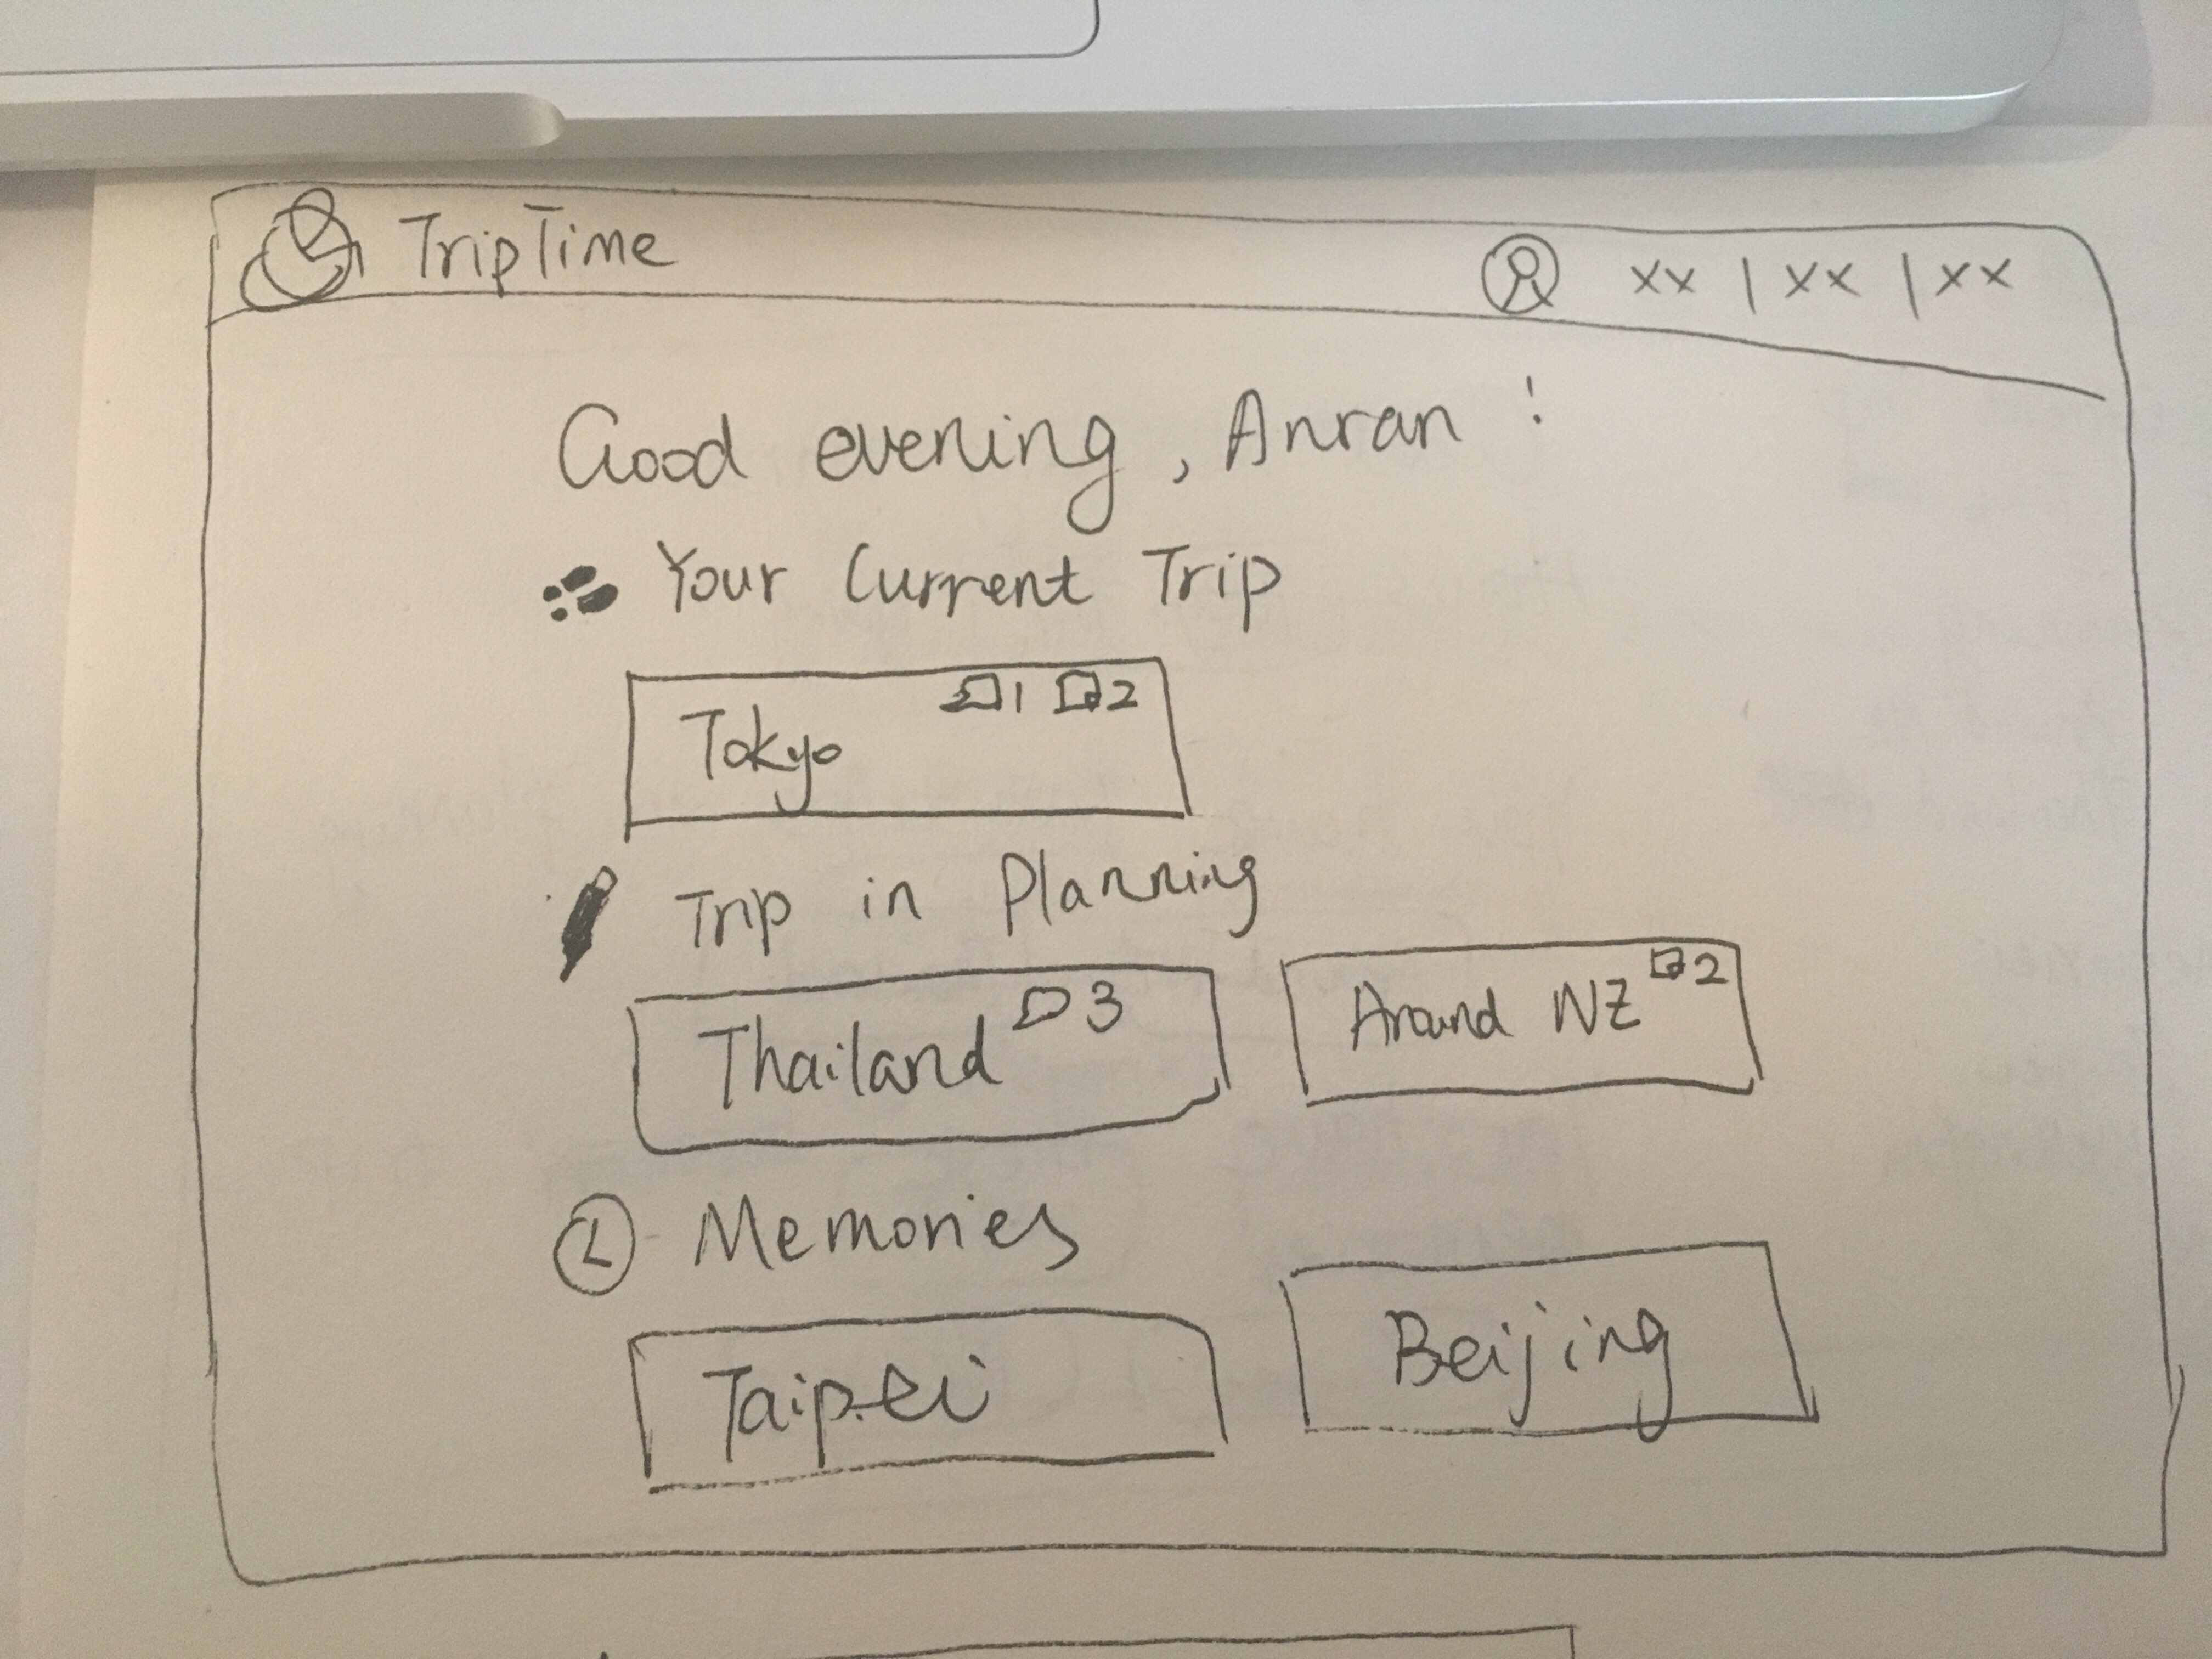 TripTime xx | xx | xx
Good evening, Anran!
Your Current Trip
Tokyo 1 2
Trip in Planning
Thailand 3 Around NZ 2
Memories
Taipei Beijing